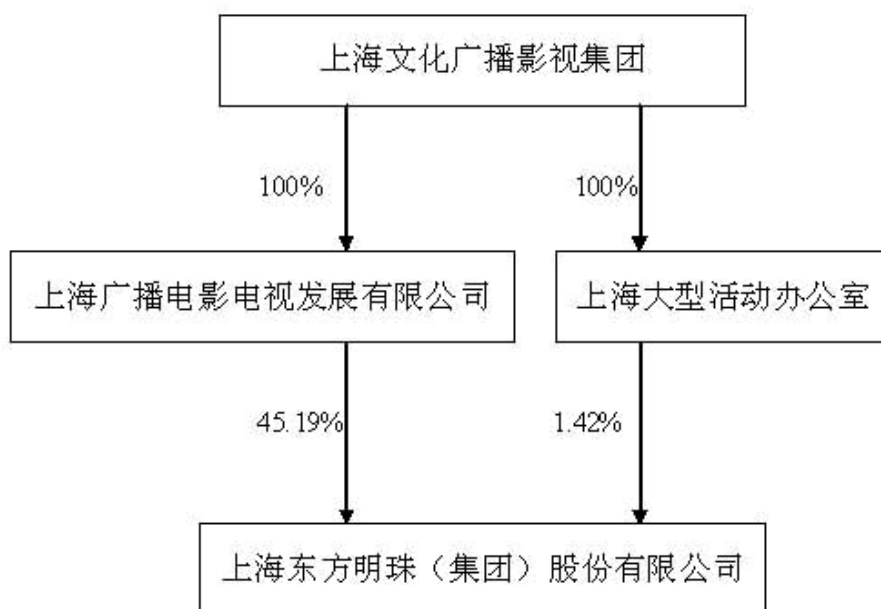 上海文化广播影视集团
100%
100%
上海广播电影电视发展有限公司
上海大型活动办公室
45.19%
1.42%
上海东方明珠（集团）股份有限公司